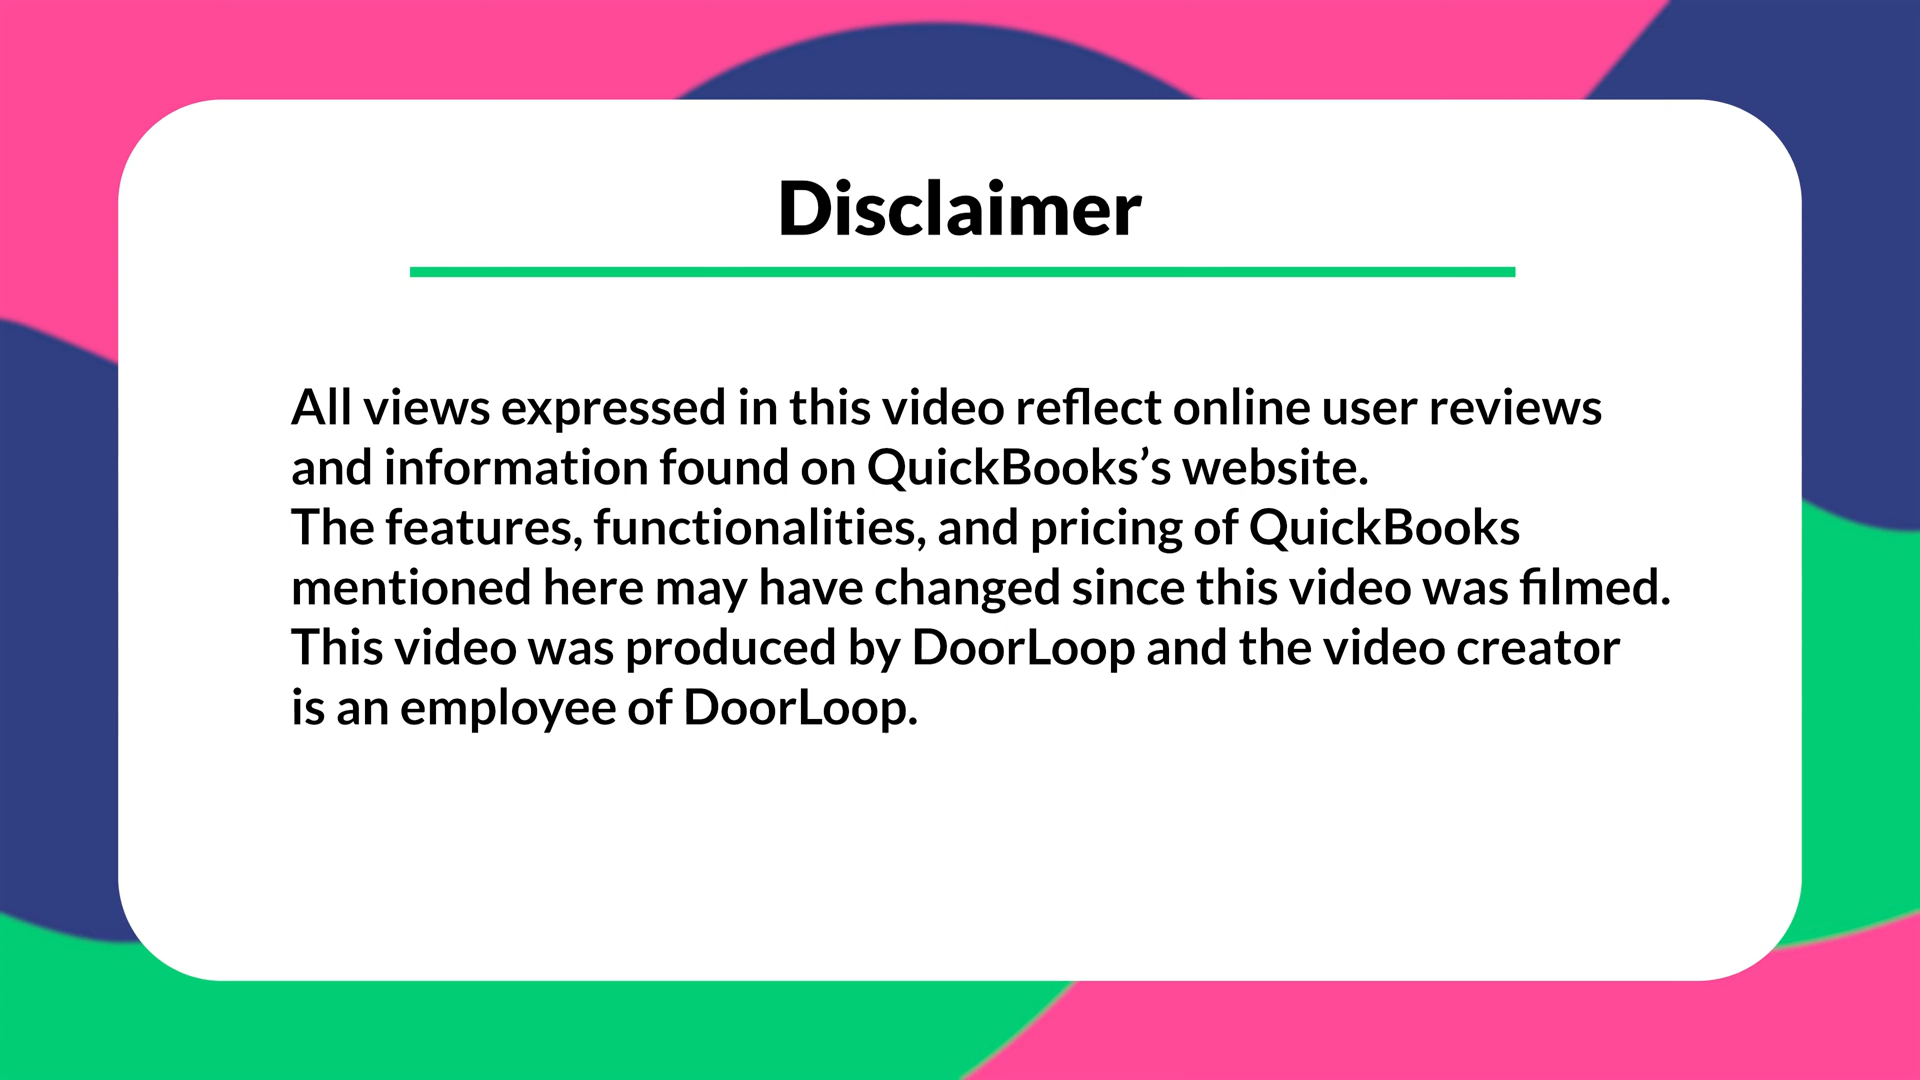 Disclaimer
All views expressed in this video reflect online user reviews
and information found on QuickBooks’s website.
The features, functionalities, and pricing of QuickBooks
mentioned here may have changed since this video was filmed.
This video was produced by DoorLoop and the video creator
is an employee of DoorLoop.